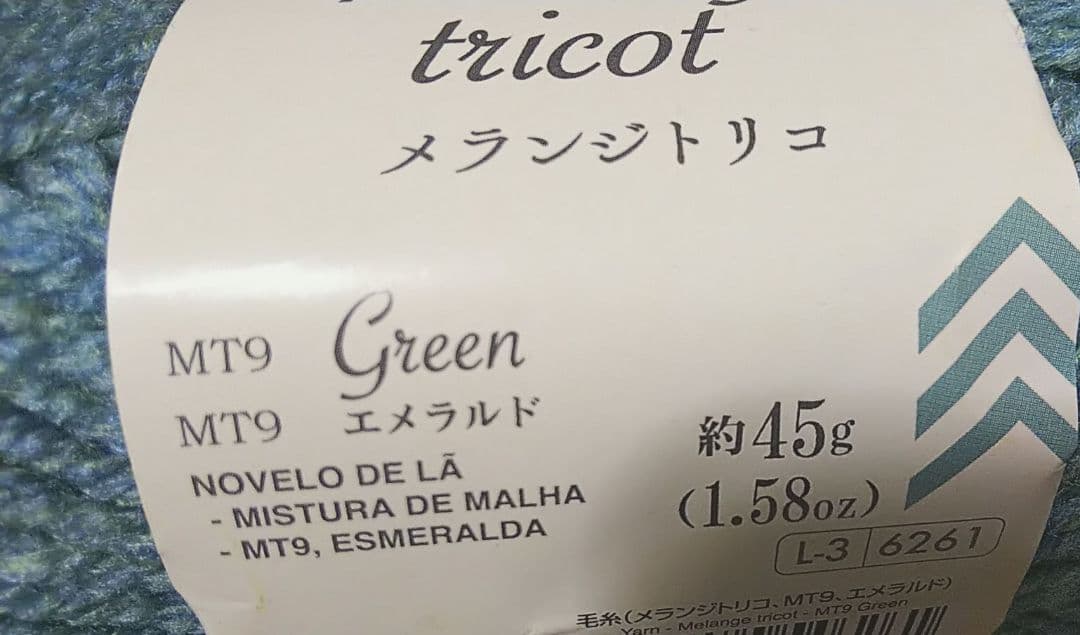 tricot
メランジトリコ
MT9 Green
MT9 エメラルド
NOVELO DE LÃ
- MISTURA DE MALHA
- MT9, ESMERALDA
約45g
(1.58oz)
L-3 6261
毛糸(メランジトリコ、MT9、エメラルド)
Yarn - Melange tricot - MT9 Green